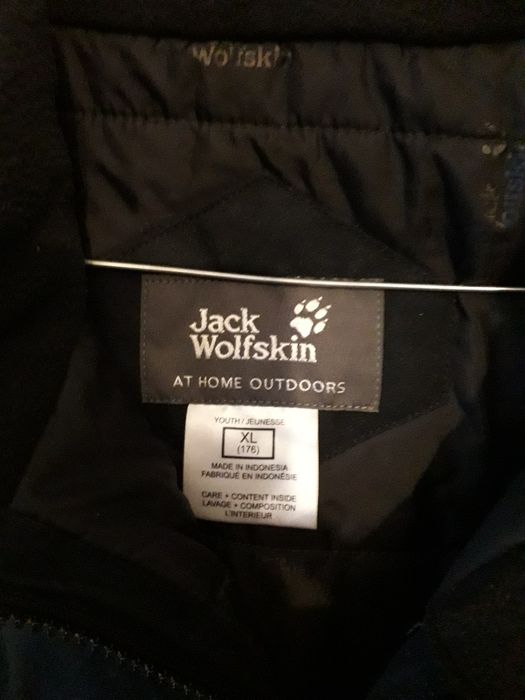 Wolfskin
Jack
Wolfskin
AT HOME OUTDOORS
YOUTH / JEUNESSE
XL
(176)
MADE IN INDONESIA
FABRIQUÉ EN INDONÉSIE
CARE + CONTENT INSIDE
LAVAGE + COMPOSITION
L'INTERIEUR